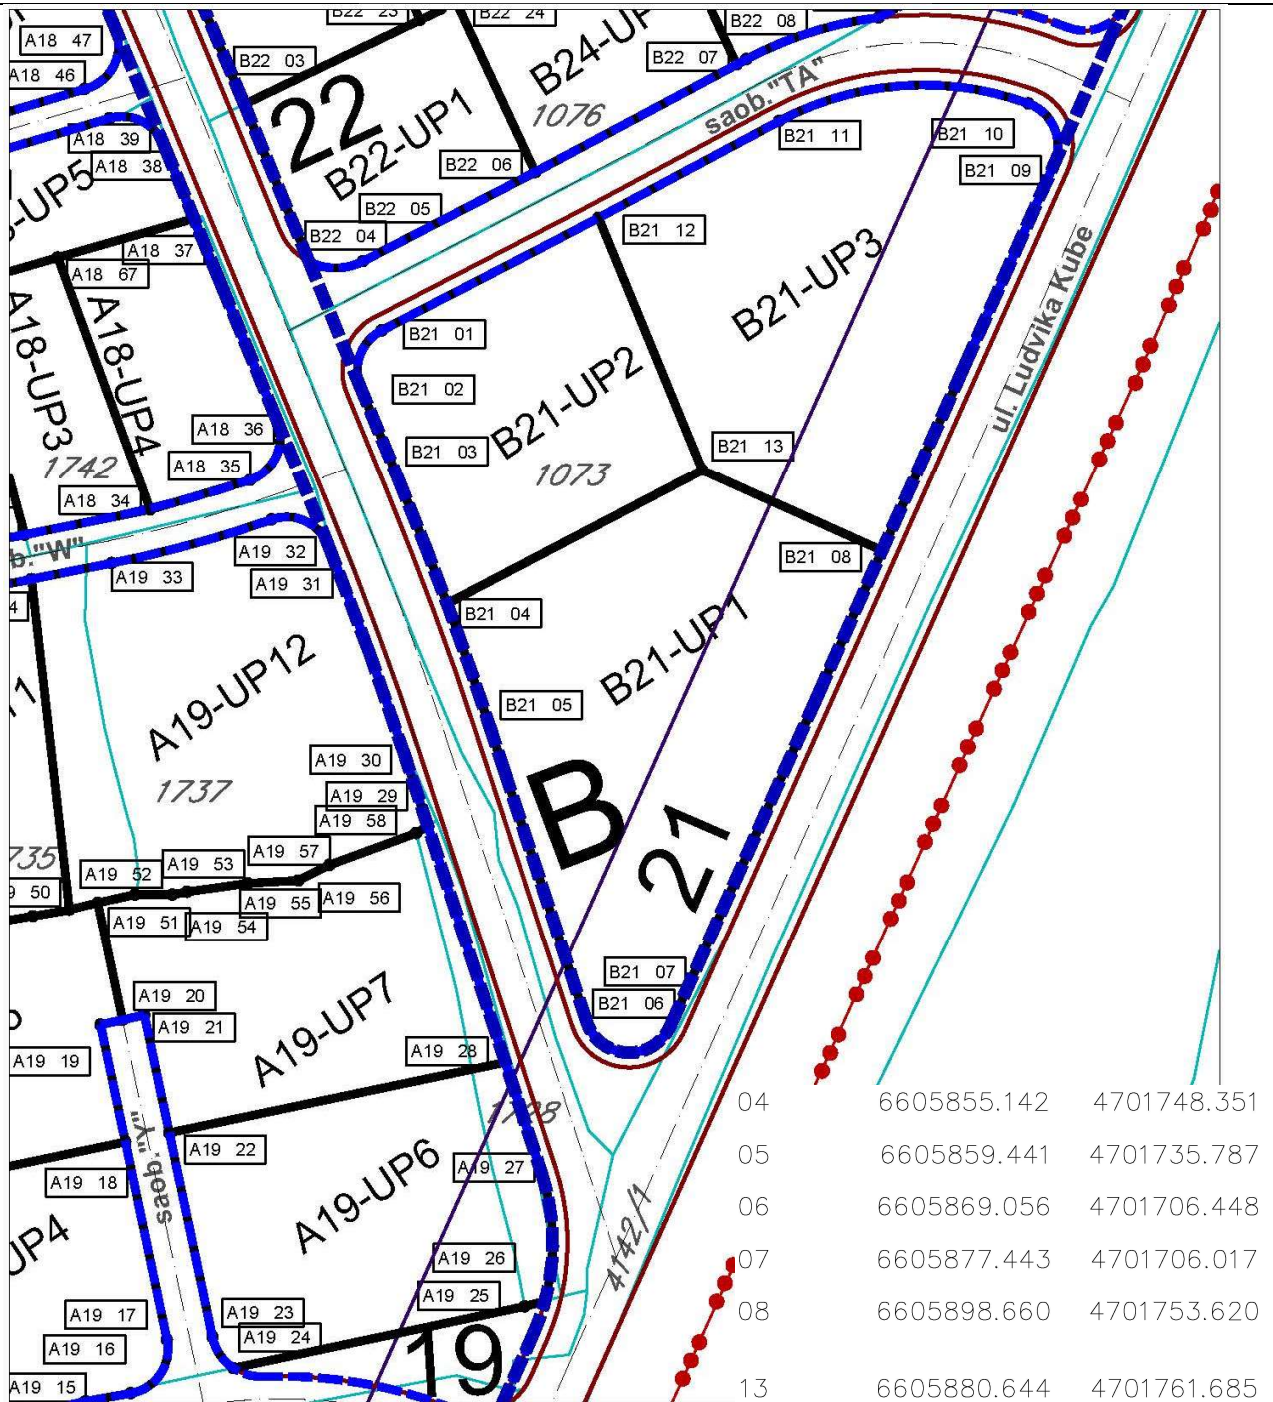 A18 47
B22 23
B22 24
B22 08
A18 46
B22 03
B24-UP
B22 07
22
B22-UP1
1076
saob."TA"
A18 39
B21 11
B21 10
A18 38
B22 06
B21 09
-UP5
B22 05
B22 04
B21 12
A18 37
A18 67
B21-UP3
ul. Ludvika Kube
A18-UP3
A18-UP4
B21 01
B21-UP2
B21 02
A18 36
B21 03
B21 13
1742
A18 35
1073
A18 34
b."W"
A19 32
B21 08
A19 33
A19 31
4
B21 04
B21-UP1
A19-UP12
11
B21 05
A19 30
1737
A19 29
B
A19 58
735
A19 57
21
A19 53
A19 52
50
A19 55
A19 56
A19 51
A19 54
B21 07
A19 20
B21 06
A19 21
A19-UP7
A19 19
A19 28
saob."Y"
A19 22
A19 27
A19 18
A19-UP6
UP4
4142/1
A19 26
A19 25
A19 17
A19 23
A19 24
A19 16
19
A19 15
04 6605855.142 4701748.351
05 6605859.441 4701735.787
06 6605869.056 4701706.448
07 6605877.443 4701706.017
08 6605898.660 4701753.620
13 6605880.644 4701761.685